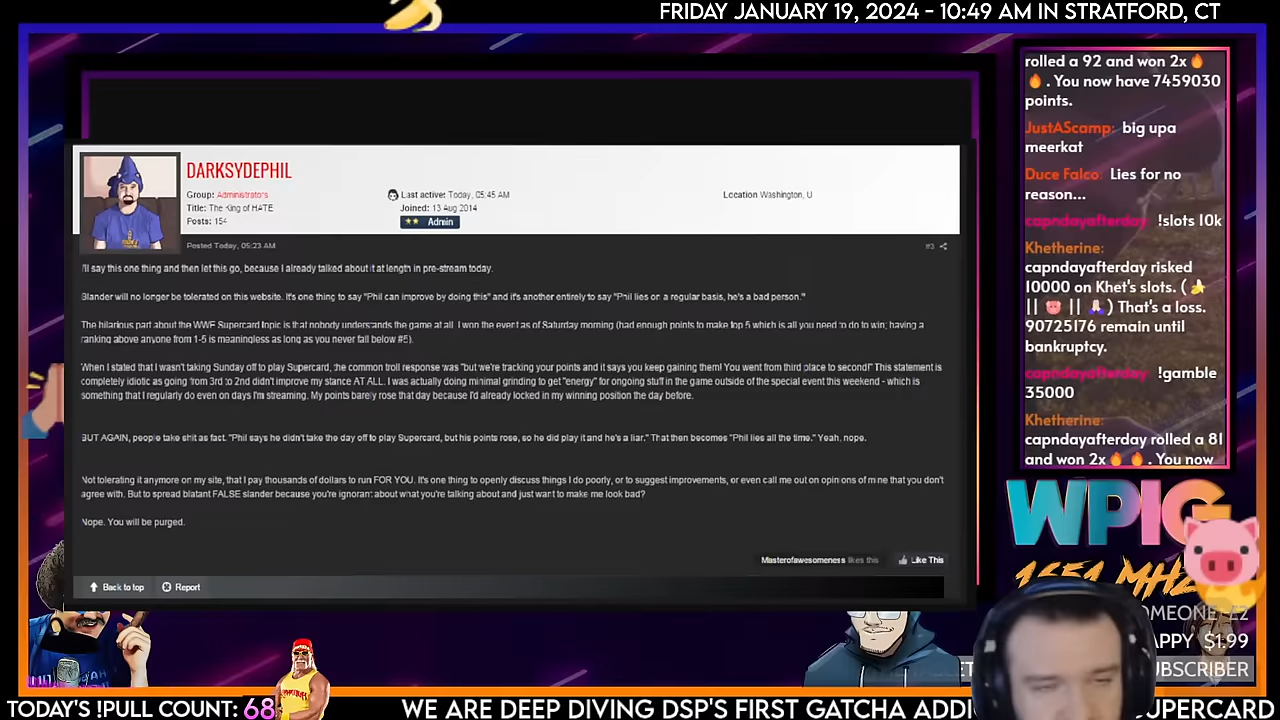 FRIDAY JANUARY 19, 2024 - 10:49 AM IN STRATFORD, CT
DARKSYDEPHIL
Group: Administrators
Title: The King of HATE
Posts: 154
Last active: Today, 05:45 AM
Joined: 13 Aug 2014
Admin
Location Washington, U
Posted Today, 05:23 AM
#3
I'll say this one thing and then let this go, because I already talked about it at length in pre-stream today.
Slander will no longer be tolerated on this website. It's one thing to say "Phil can improve by doing this" and it's another entirely to say "Phil lies on a regular basis, he's a bad person."
The hilarious part about the WWF Supercard topic is that nobody understands the game at all. I won the event as of Saturday morning (had enough points to make top 5 which is all you need to do to win; having a
ranking above anyone from 1-5 is meaningless as long as you never fall below #5).
When I stated that I wasn't taking Sunday off to play Supercard, the common troll response was "but we're tracking your points and it says you keep gaining them! You went from third place to second!" This statement is
completely idiotic as going from 3rd to 2nd didn't improve my stance AT ALL. I was actually doing minimal grinding to get "energy" for ongoing stuff in the game outside of the special event this weekend - which is
something that I regularly do even on days I'm streaming. My points barely rose that day because I'd already locked in my winning position the day before.
BUT AGAIN, people take shit as fact. "Phil says he didn't take the day off to play Supercard, but his points rose, so he did play it and he's a liar." That then becomes "Phil lies all the time." Yeah, nope.
Not tolerating it anymore on my site, that I pay thousands of dollars to run FOR YOU. It's one thing to openly discuss things I do poorly, or to suggest improvements, or even call me out on opinions of mine that you don't
agree with. But to spread blatant FALSE slander because you're ignorant about what you're talking about and just want to make me look bad?
Nope. You will be purged.
Masterofawesomeness likes this
Like This
Back to top
Report
rolled a 92 and won 2x🔥
🔥. You now have 7459030
points.
JustAScamp: big upa
meerkat
Duce Falco: Lies for no
reason...
capndayafterday: !slots 10k
Khetherine:
capndayafterday risked
10000 on Khet's slots. (🍌
|| 🐷 || 🙏) That's a loss.
90725176 remain until
bankruptcy.
capndayafterday: !gamble
35000
Khetherine:
capndayafterday rolled a 81
and won 2x🔥 🔥. You now
WPIG
1651 MHZ
OMEONE: £2
APPY $1.99
UBSCRIBER
TODAY'S !PULL COUNT: 68
WE ARE DEEP DIVING DSP'S FIRST GATCHA ADDI
UPERCARD